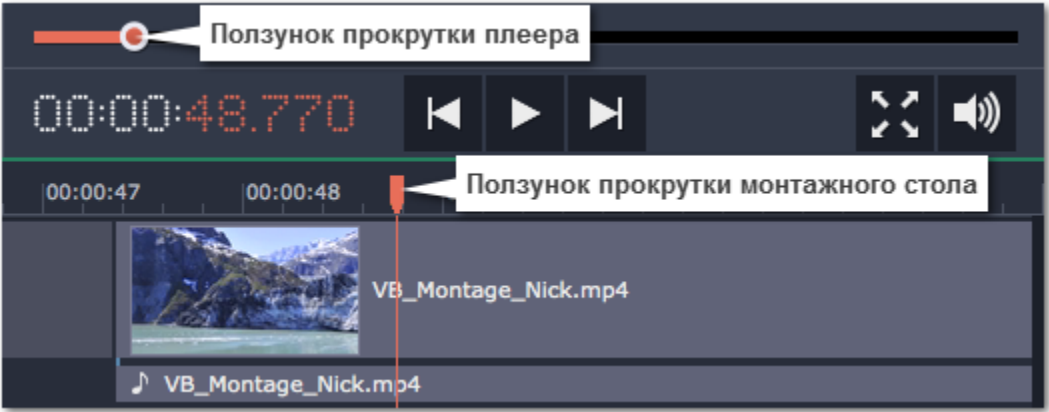 Ползунок прокрутки плеера
00:00:48.770
Ползунок прокрутки монтажного стола
00:00:47
00:00:48
VB_Montage_Nick.mp4
VB_Montage_Nick.mp4